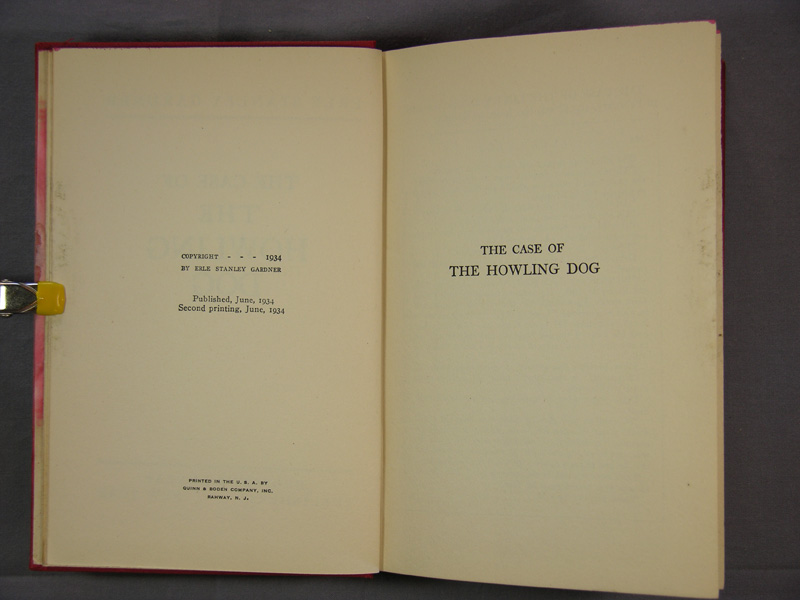 COPYRIGHT - - - 1934
BY ERLE STANLEY GARDNER
Published, June, 1934
Second printing, June, 1934
PRINTED IN THE U. S. A. BY
QUINN & BODEN COMPANY, INC.
RAHWAY, N. J.
THE CASE OF
THE HOWLING DOG